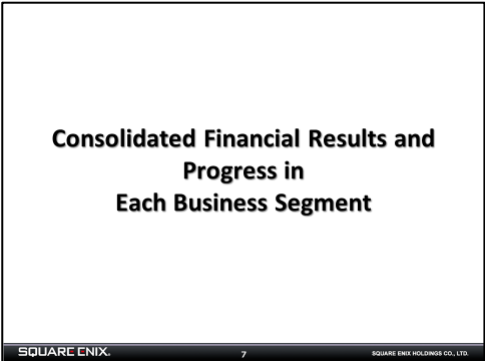 Consolidated Financial Results and
Progress in
Each Business Segment
SQUARE ENIX.
7
SQUARE ENIX HOLDINGS CO., LTD.